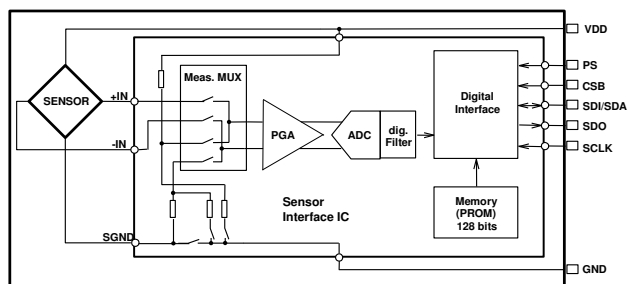 VDD
Meas. MUX
PS
+IN
CSB
SENSOR
Digital
Interface
SDI/SDA
PGA
ADC
dig.
Filter
SDO
-IN
SCLK
Sensor
Interface IC
Memory
(PROM)
128 bits
SGND
GND